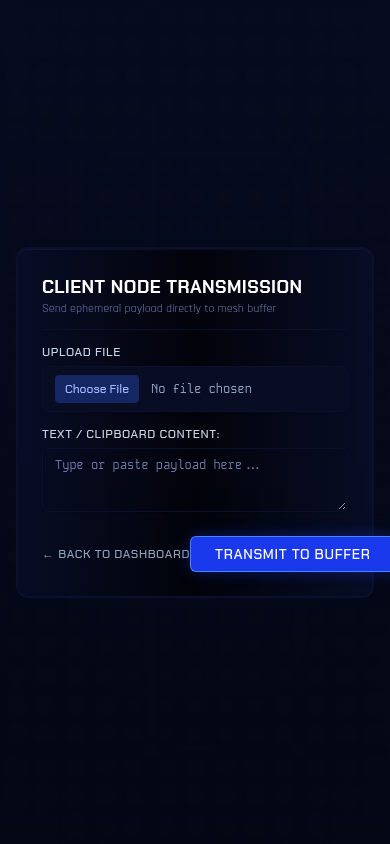 CLIENT NODE TRANSMISSION
Send ephemeral payload directly to mesh buffer
UPLOAD FILE
Choose File No file chosen
TEXT / CLIPBOARD CONTENT:
Type or paste payload here...
← BACK TO DASHBOARD TRANSMIT TO BUFFER